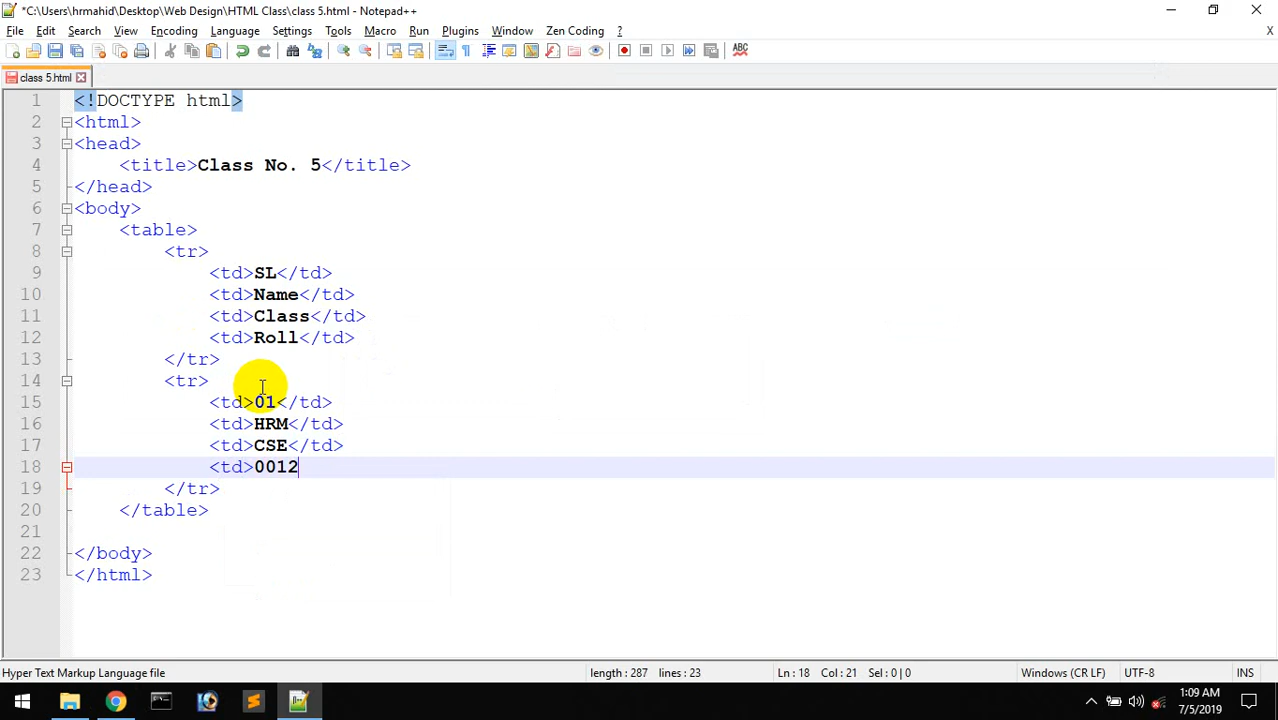 *C:\Users\hrmahid\Desktop\Web Design\HTML Class\class 5.html - Notepad++
File Edit Search View Encoding Language Settings Tools Macro Run Plugins Window Zen Coding ? X
class 5.html
1 <!DOCTYPE html>
2 <html>
3 <head>
4 <title>Class No. 5</title>
5 </head>
6 <body>
7 <table>
8 <tr>
9 <td>SL</td>
10 <td>Name</td>
11 <td>Class</td>
12 <td>Roll</td>
13 </tr>
14 <tr>
15 <td>01</td>
16 <td>HRM</td>
17 <td>CSE</td>
18 <td>0012
19 </tr>
20 </table>
21
22 </body>
23 </html>
Hyper Text Markup Language file length : 287 lines : 23 Ln : 18 Col : 21 Sel : 0 | 0 Windows (CR LF) UTF-8 INS
1:09 AM
7/5/2019